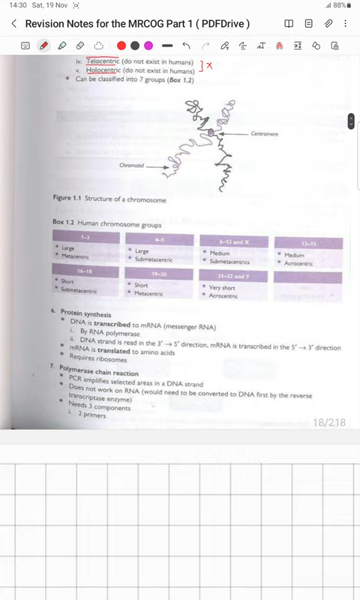 14:30 Sat, 19 Nov
88%
Revision Notes for the MRCOG Part 1 ( PDFDrive )
iv. Telocentric (do not exist in humans)
v. Holocentric (do not exist in humans) ] x
* Can be classified into 7 groups (Box 1.2)
Centromere
Chromatid
Figure 1.1 Structure of a chromosome
Box 1.2 Human chromosome groups
1–3
* Large
* Metacentric
4–5
* Large
* Submetacentric
6–12 and X
* Medium
* Submetacentrics
13–15
* Medium
* Acrocentric
16–18
* Short
* Submetacentric
19–20
* Short
* Metacentric
21–22 and Y
* Very short
* Acrocentric
6. Protein synthesis
* DNA is transcribed to mRNA (messenger RNA)
i. By RNA polymerase
ii. DNA strand is read in the 3' → 5' direction, mRNA is transcribed in the 5' → 3' direction
* mRNA is translated to amino acids
* Requires ribosomes
7. Polymerase chain reaction
* PCR amplifies selected areas in a DNA strand
* Does not work on RNA (would need to be converted to DNA first by the reverse
transcriptase enzyme)
* Needs 3 components
i. 2 primers
18/218